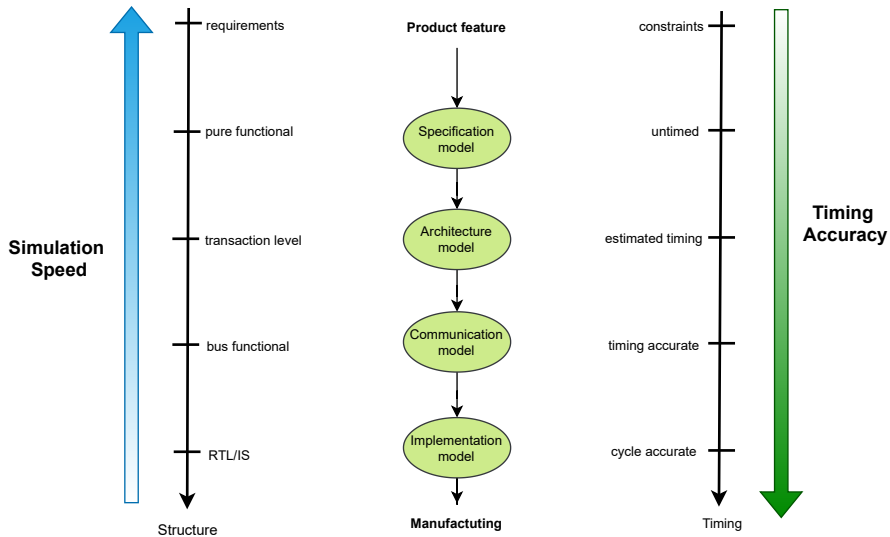 requirements
Product feature
constraints
pure functional
Specification
model
untimed
Simulation
Speed
transaction level
Architecture
model
estimated timing
Timing
Accuracy
bus functional
Communication
model
timing accurate
RTL/IS
Implementation
model
cycle accurate
Structure
Manufactuting
Timing